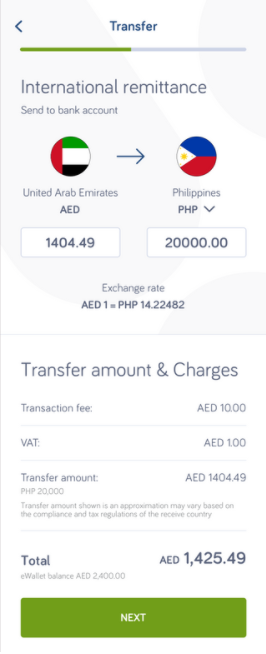 Transfer
International remittance
Send to bank account
United Arab Emirates
Philippines
AED
PHP
1404.49
20000.00
Exchange rate
AED 1 = PHP 14.22482
Transfer amount & Charges
Transaction fee:
AED 10.00
VAT:
AED 1.00
Transfer amount:
AED 1404.49
PHP 20,000
Transfer amount shown is an approximation may vary based on
the compliance and tax regulations of the receive country
Total
AED 1,425.49
eWallet balance AED 2,400.00
NEXT